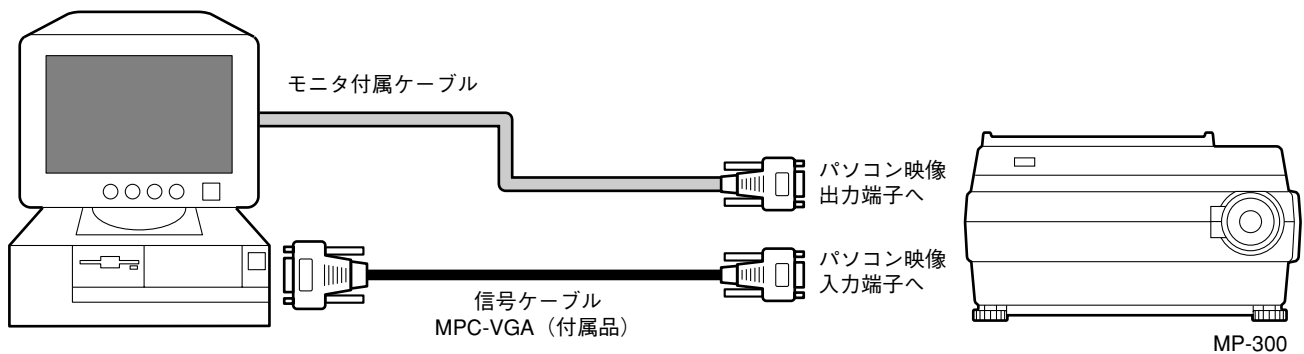 モニタ付属ケーブル
パソコン映像
出力端子へ
パソコン映像
入力端子へ
信号ケーブル
MPC-VGA（付属品）
MP-300